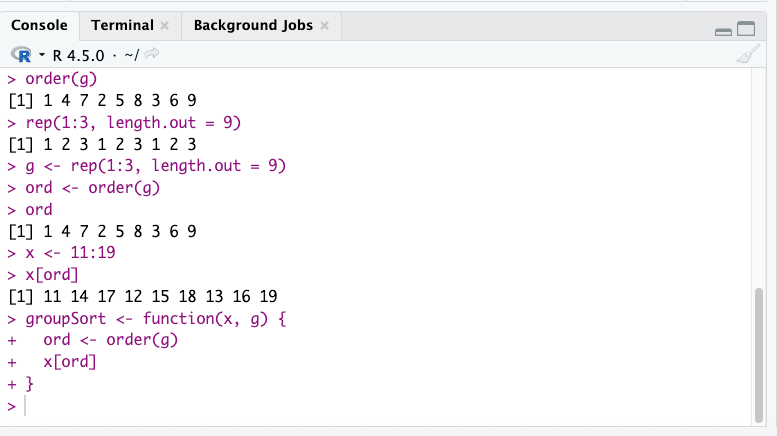 Console Terminal Background Jobs
R R 4.5.0 · ~/
> order(g)
[1] 1 4 7 2 5 8 3 6 9
> rep(1:3, length.out = 9)
[1] 1 2 3 1 2 3 1 2 3
> g <- rep(1:3, length.out = 9)
> ord <- order(g)
> ord
[1] 1 4 7 2 5 8 3 6 9
> x <- 11:19
> x[ord]
[1] 11 14 17 12 15 18 13 16 19
> groupSort <- function(x, g) {
+   ord <- order(g)
+   x[ord]
+ }
>